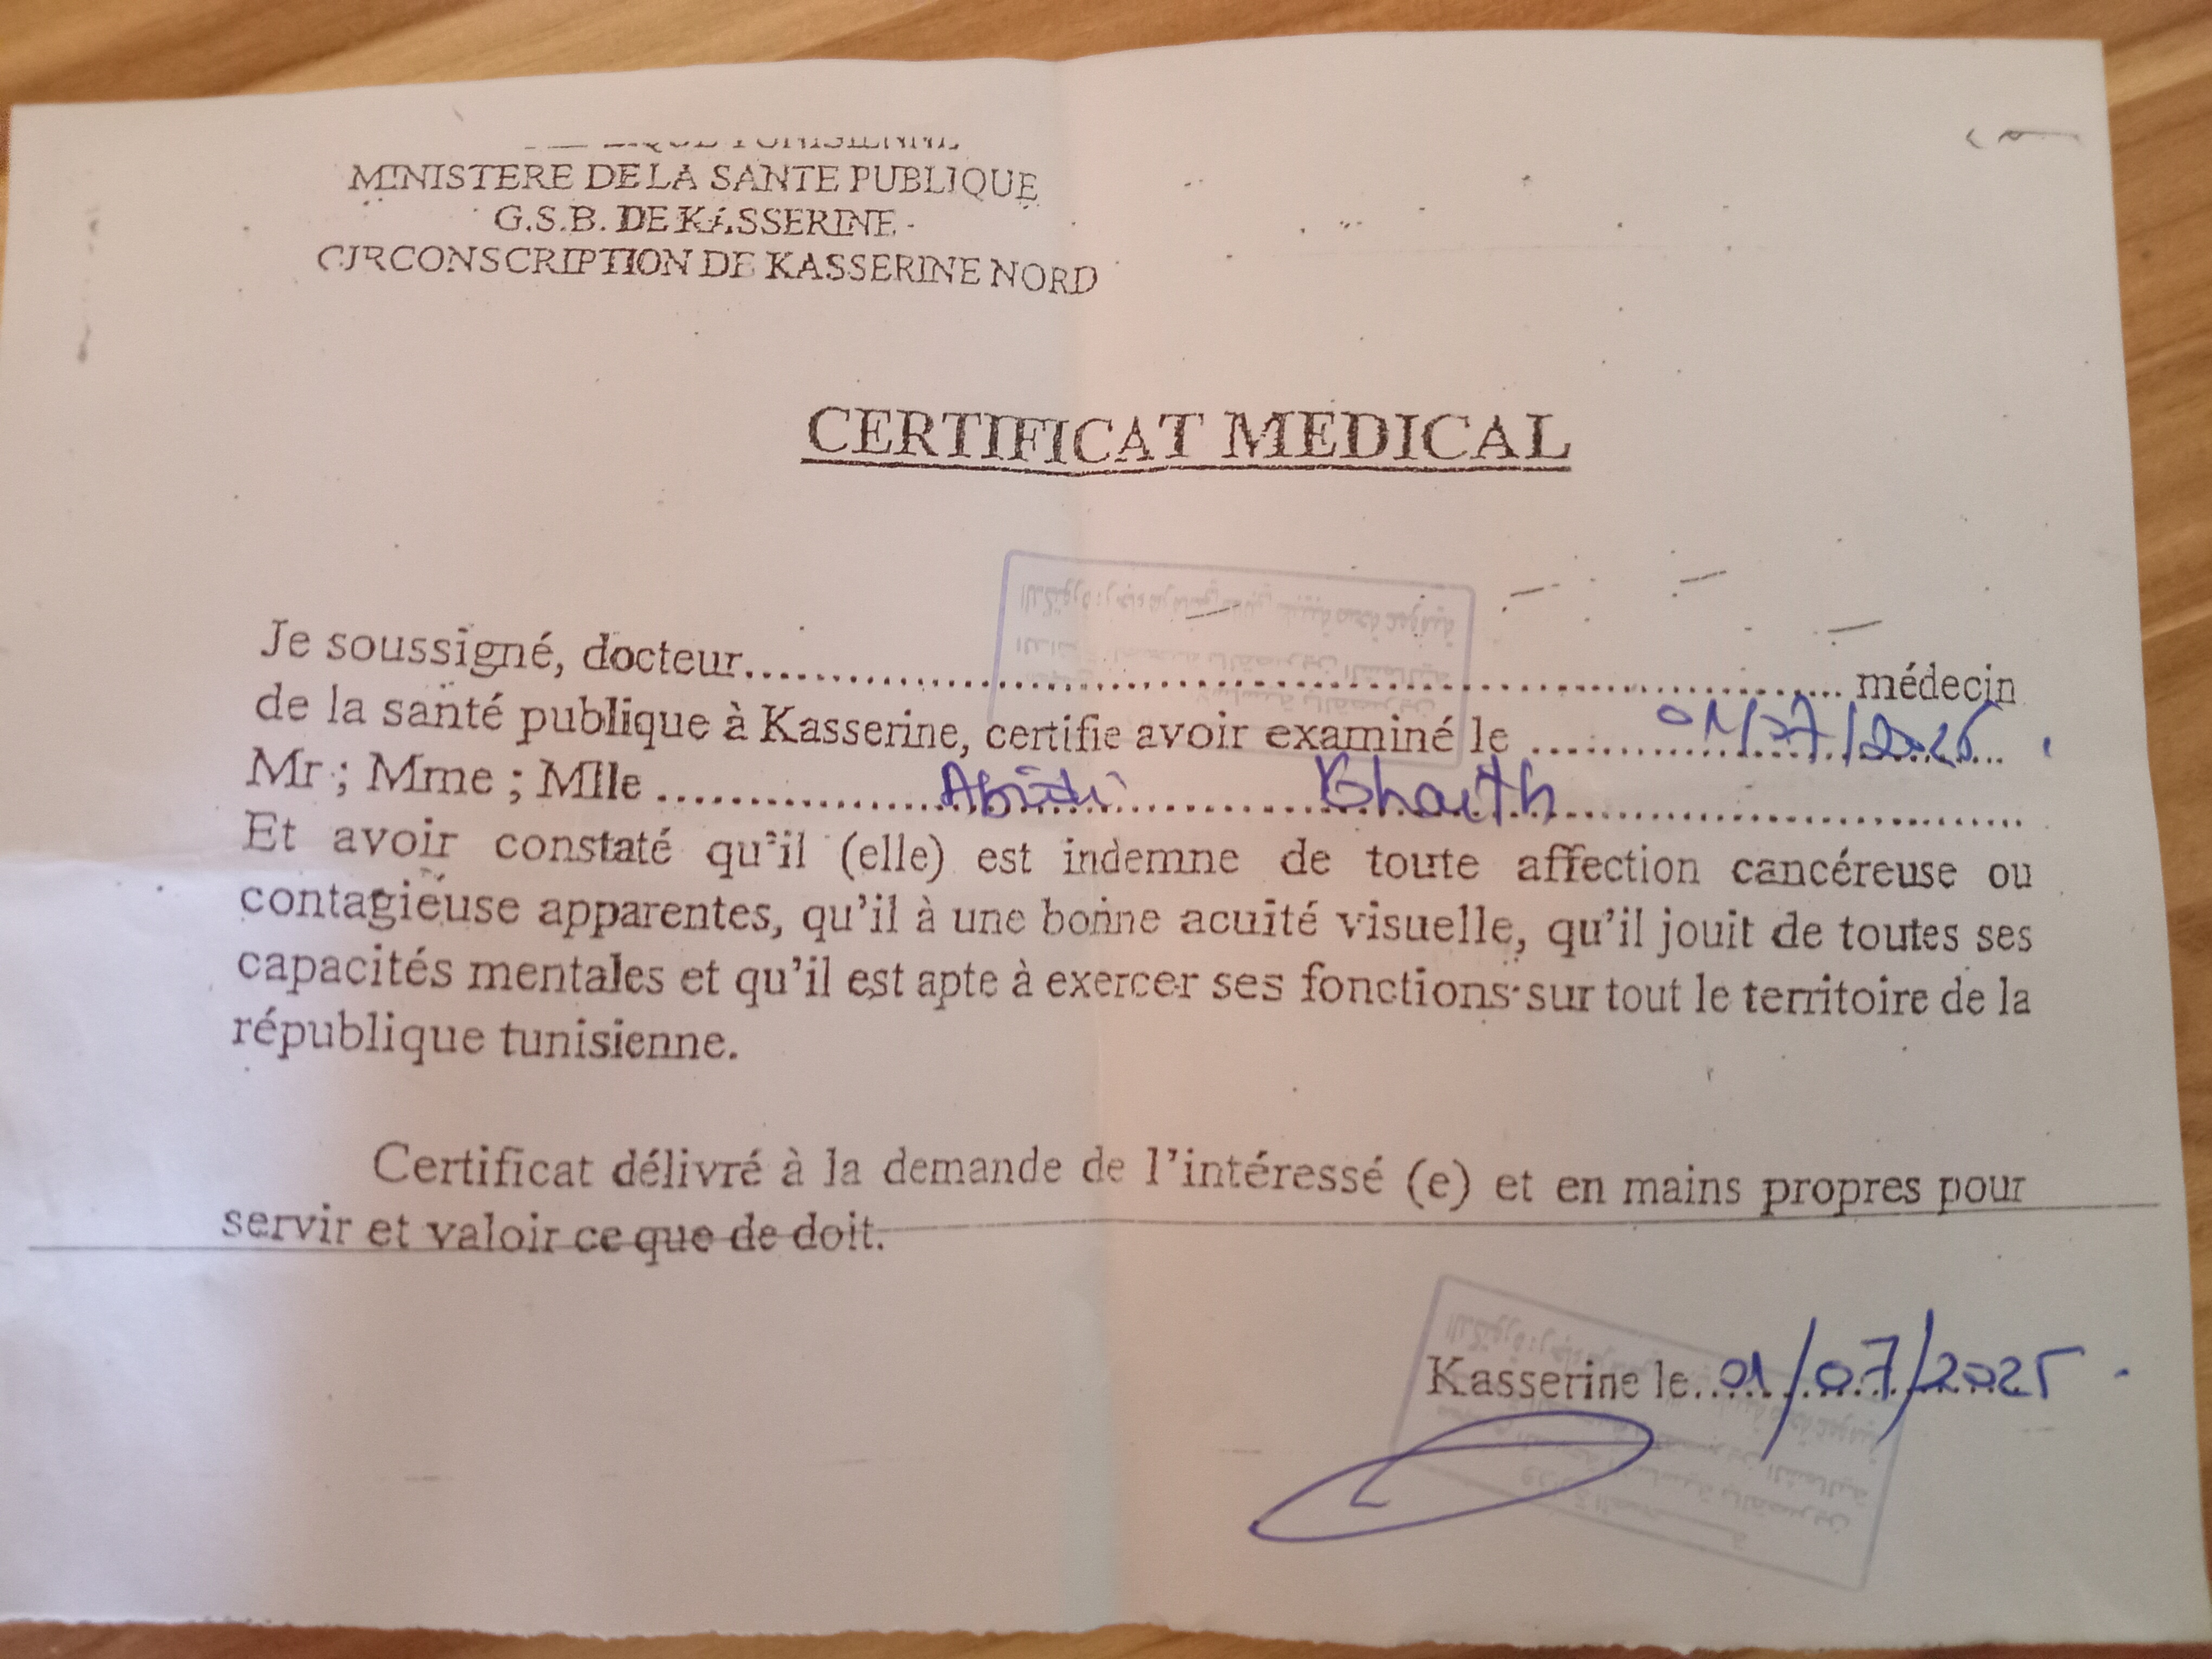 MINISTERE DE LA SANTE PUBLIQUE
G.S.B. DE KASSERINE
CIRCONSCRIPTION DE KASSERINE NORD
CERTIFICAT MEDICAL
Je soussigné, docteur.......................................................... médecin
de la santé publique à Kasserine, certifie avoir examiné le ..... 01/07/2025
Mr ; Mme ; Mlle ............ Abidi ............ Ghaith ............
Et avoir constaté qu'il (elle) est indemne de toute affection cancéreuse ou
contagieuse apparentes, qu'il à une bonne acuité visuelle, qu'il jouit de toutes ses
capacités mentales et qu'il est apte à exercer ses fonctions sur tout le territoire de la
république tunisienne.
Certificat délivré à la demande de l'intéressé (e) et en mains propres pour
servir et valoir ce que de doit.
Kasserine le 01/07/2025